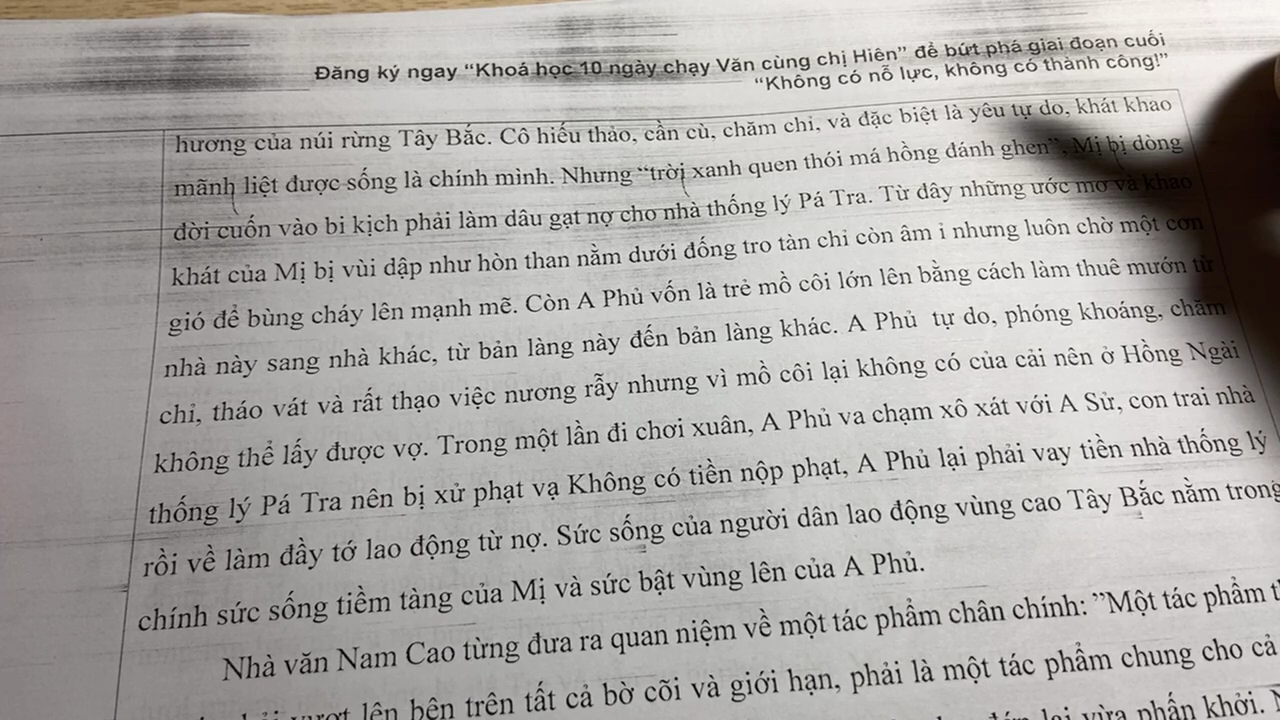 Đăng ký ngay “Khoá học 10 ngày chạy Văn cùng chị Hiên” để bứt phá giai đoạn cuối
“Không có nỗ lực, không có thành công!”
hương của núi rừng Tây Bắc. Cô hiếu thảo, cần cù, chăm chỉ, và đặc biệt là yêu tự do, khát khao
mãnh liệt được sống là chính mình. Nhưng “trời xanh quen thói má hồng đánh ghen”, Mị bị dòng
đời cuốn vào bi kịch phải làm dâu gạt nợ cho nhà thống lý Pá Tra. Từ đây những ước mơ và khao
khát của Mị bị vùi dập như hòn than nằm dưới đống tro tàn chỉ còn âm ỉ nhưng luôn chờ một cơn
gió để bùng cháy lên mạnh mẽ. Còn A Phủ vốn là trẻ mồ côi lớn lên bằng cách làm thuê mướn từ
nhà này sang nhà khác, từ bản làng này đến bản làng khác. A Phủ tự do, phóng khoáng, chăm
chỉ, tháo vát và rất thạo việc nương rẫy nhưng vì mồ côi lại không có của cải nên ở Hồng Ngài
không thể lấy được vợ. Trong một lần đi chơi xuân, A Phủ va chạm xô xát với A Sử, con trai nhà
thống lý Pá Tra nên bị xử phạt vạ Không có tiền nộp phạt, A Phủ lại phải vay tiền nhà thống lý
rồi về làm đầy tớ lao động từ nợ. Sức sống của người dân lao động vùng cao Tây Bắc nằm trong
chính sức sống tiềm tàng của Mị và sức bật vùng lên của A Phủ.
Nhà văn Nam Cao từng đưa ra quan niệm về một tác phẩm chân chính: ”Một tác phẩm
vượt lên bên trên tất cả bờ cõi và giới hạn, phải là một tác phẩm chung cho cả
lại vừa phấn khởi.